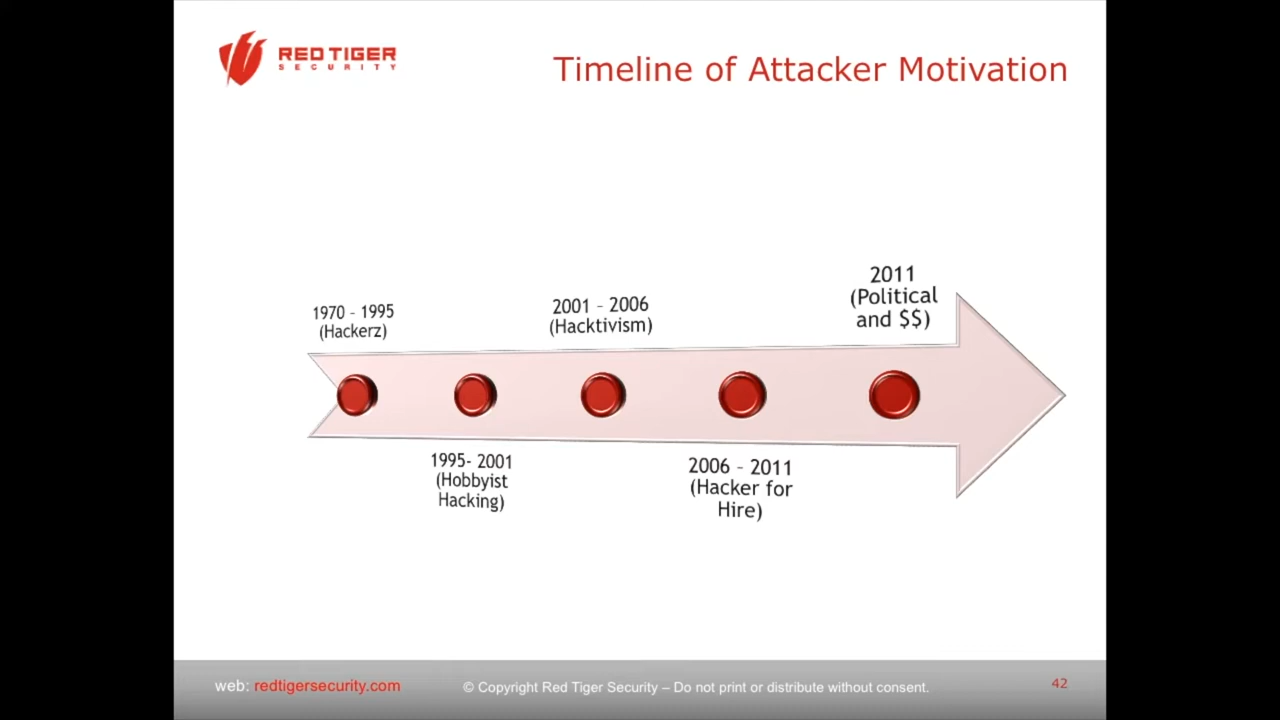 RED TIGER
SECURITY
Timeline of Attacker Motivation
1970 – 1995
(Hackerz)
1995- 2001
(Hobbyist
Hacking)
2001 – 2006
(Hacktivism)
2006 – 2011
(Hacker for
Hire)
2011
(Political
and $$)
web: redtigersecurity.com
© Copyright Red Tiger Security – Do not print or distribute without consent.
42